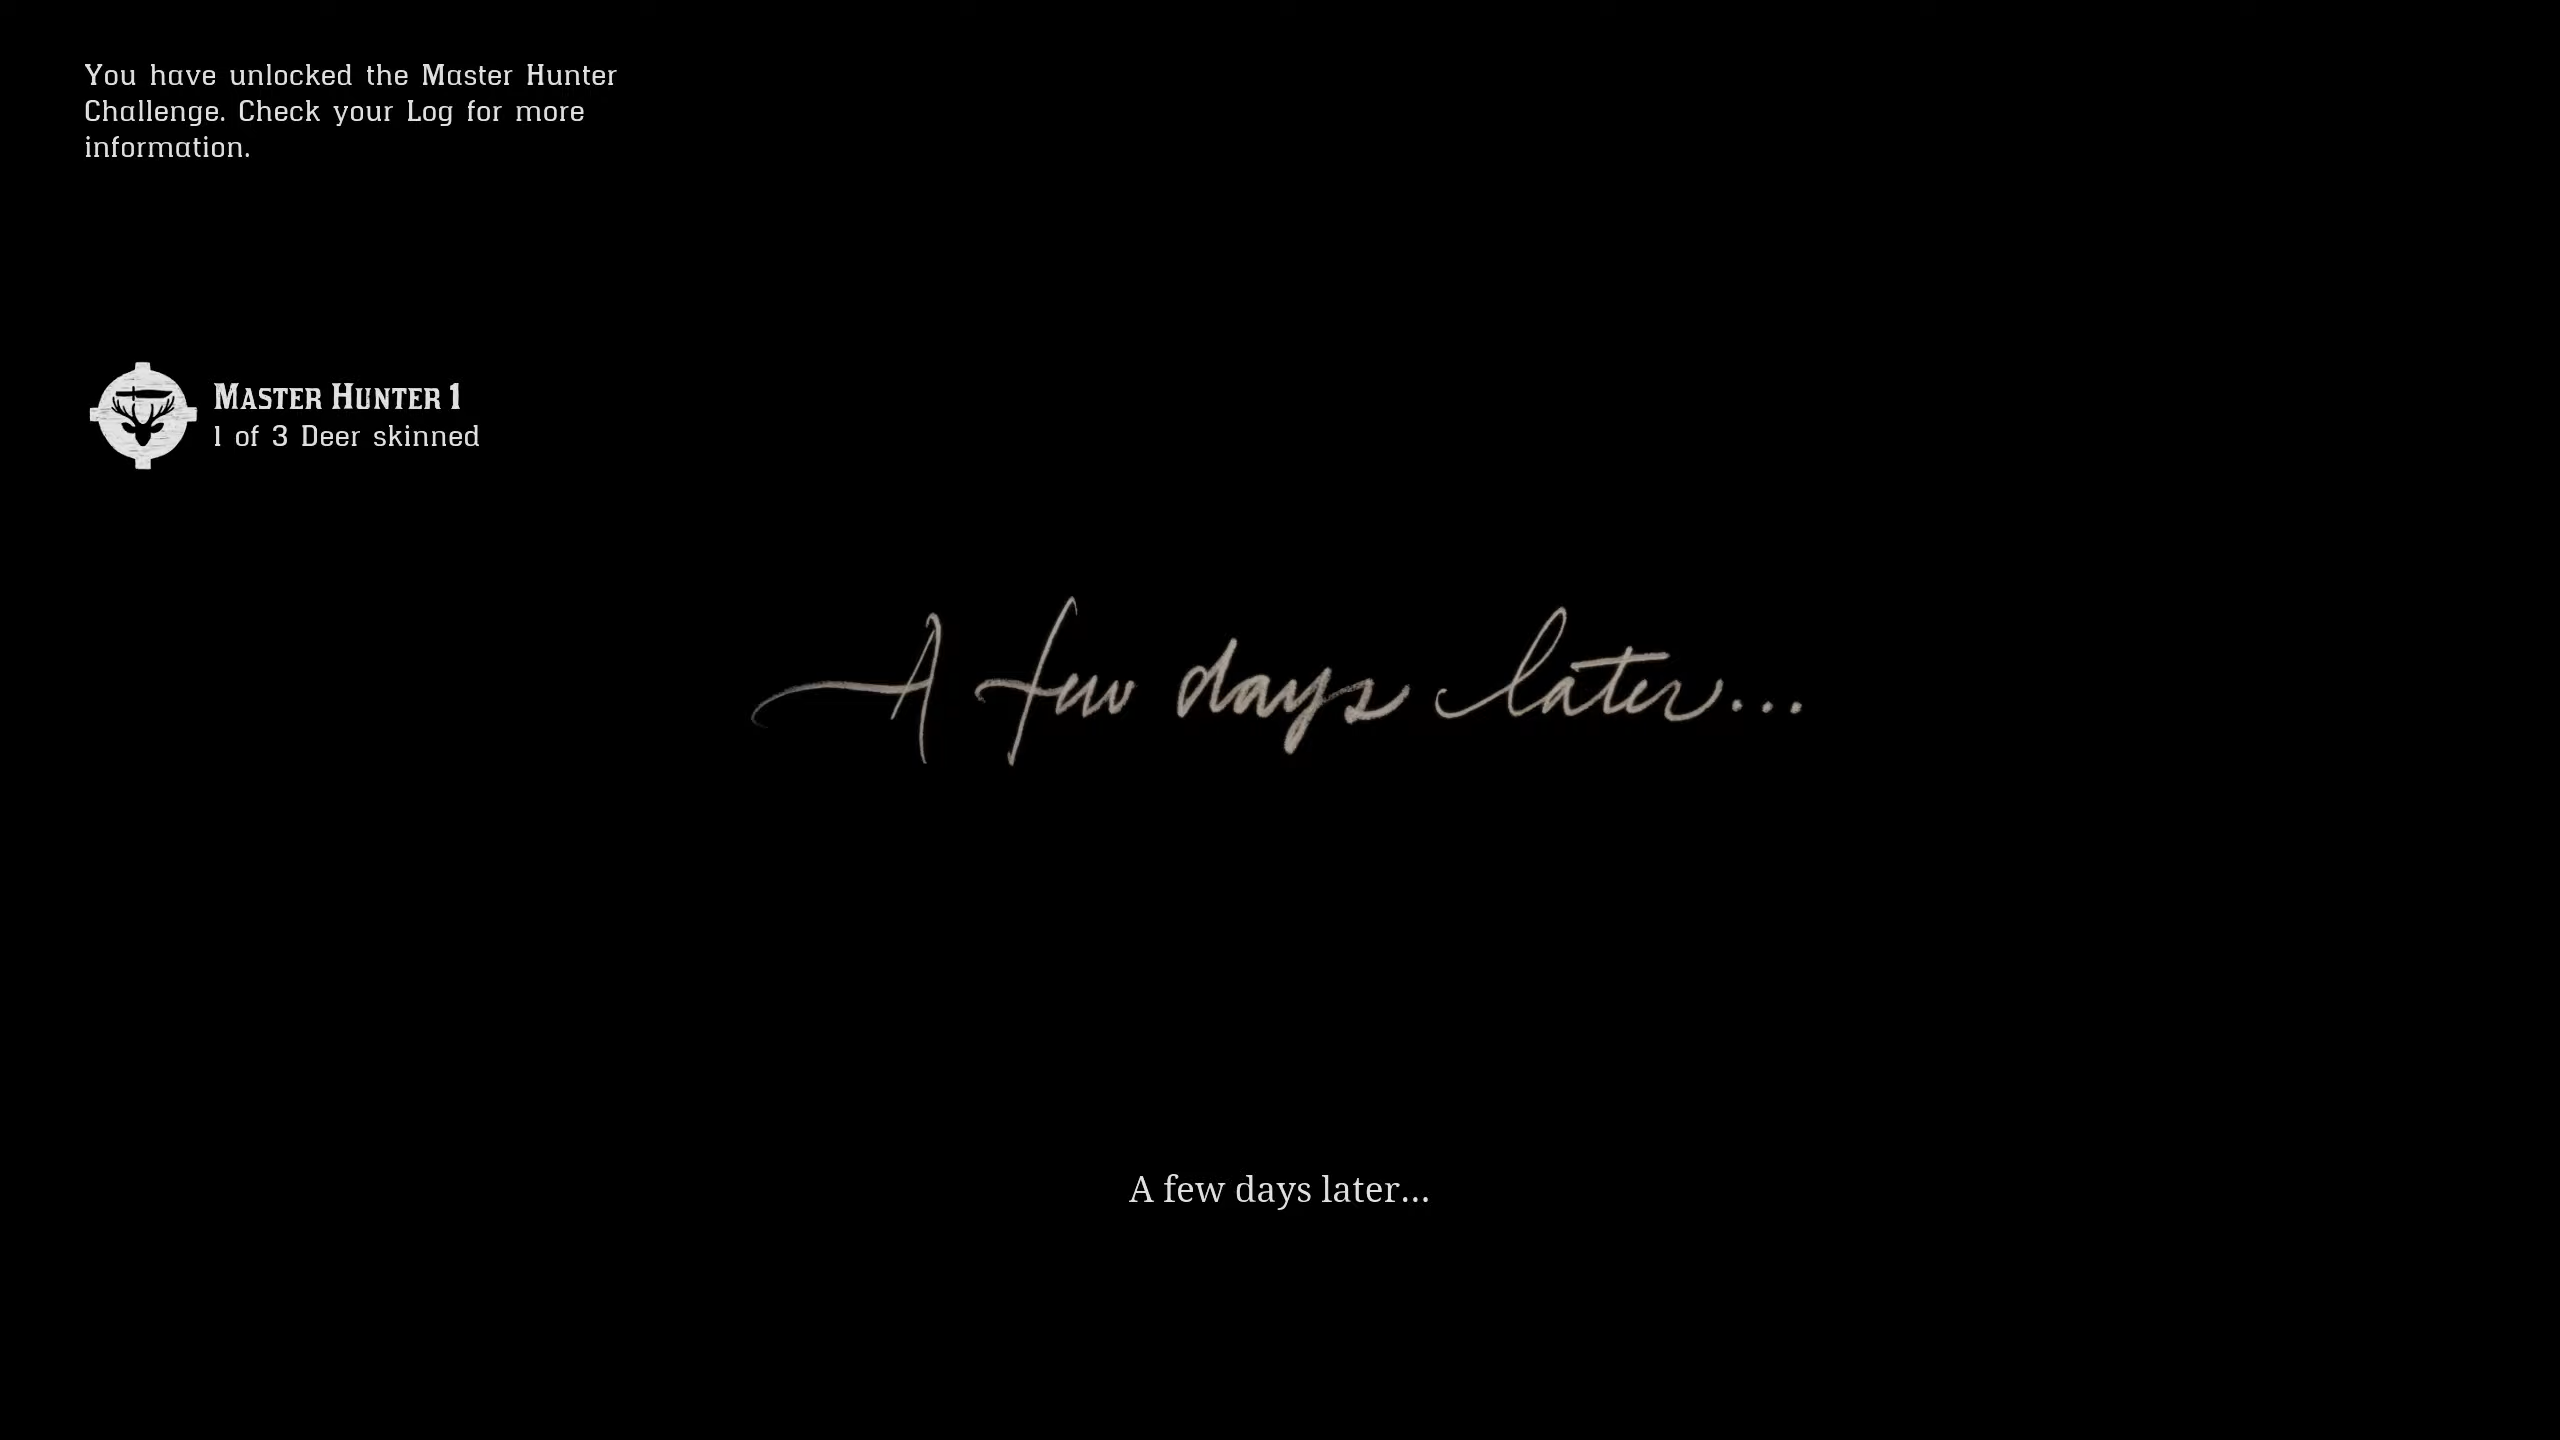 You have unlocked the Master Hunter
Challenge. Check your Log for more
information.
MASTER HUNTER 1
1 of 3 Deer skinned
A few days later...
A few days later...